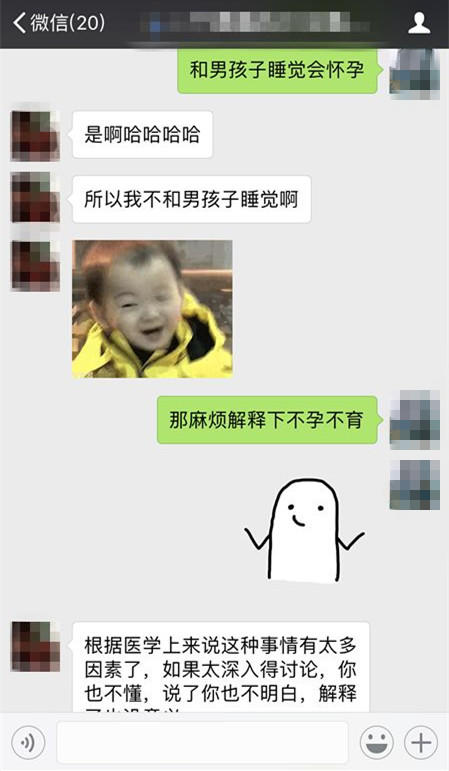 微信(20)
和男孩子睡觉会怀孕
是啊哈哈哈哈
所以我不和男孩子睡觉啊
那麻烦解释下不孕不育
根据医学上来说这种事情有太多
因素了，如果太深入得讨论，你
也不懂，说了你也不明白，解释